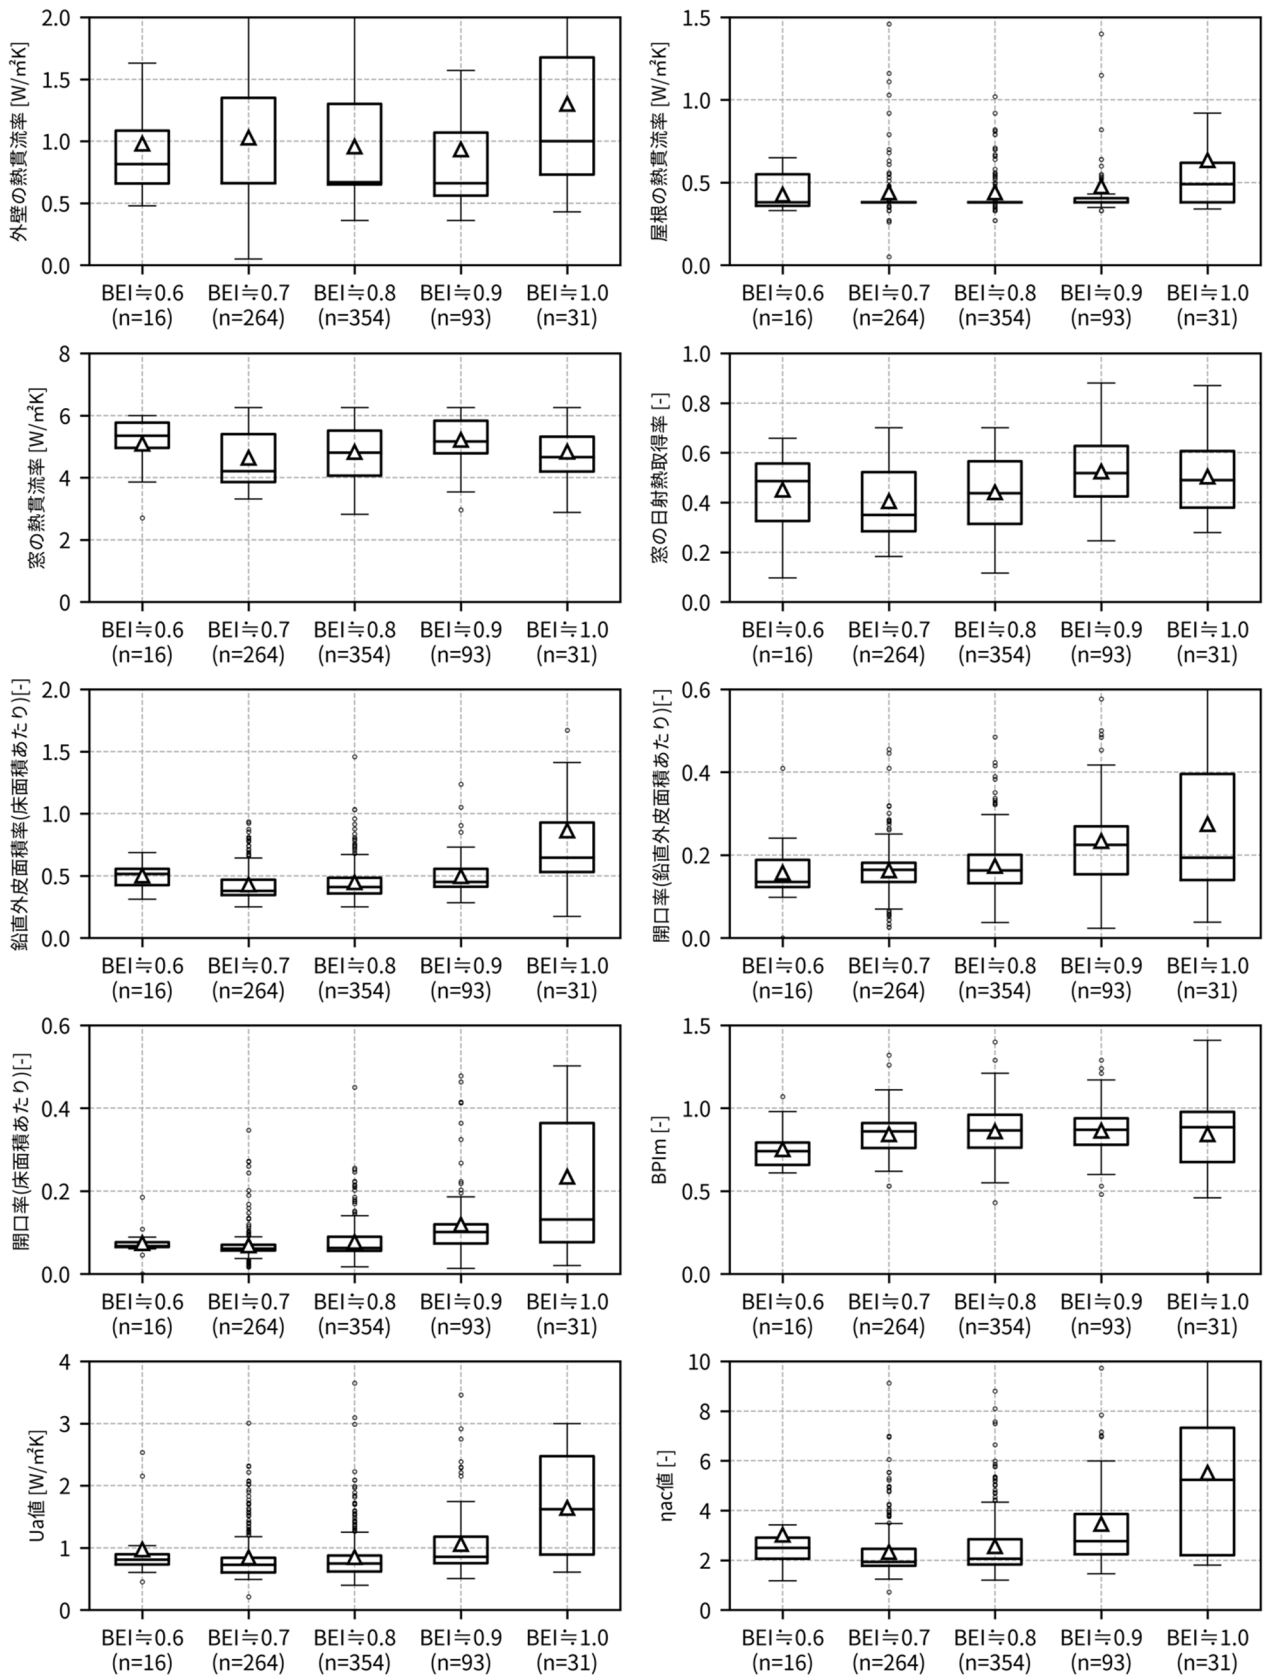 外壁の熱貫流率 [W/㎡K]
2.0
1.5
1.0
0.5
0.0
BEI≒0.6 BEI≒0.7 BEI≒0.8 BEI≒0.9 BEI≒1.0
(n=16) (n=264) (n=354) (n=93) (n=31)
屋根の熱貫流率 [W/㎡K]
1.5
1.0
0.5
0.0
BEI≒0.6 BEI≒0.7 BEI≒0.8 BEI≒0.9 BEI≒1.0
(n=16) (n=264) (n=354) (n=93) (n=31)
窓の熱貫流率 [W/㎡K]
8
6
4
2
0
BEI≒0.6 BEI≒0.7 BEI≒0.8 BEI≒0.9 BEI≒1.0
(n=16) (n=264) (n=354) (n=93) (n=31)
窓の日射熱取得率 [-]
1.0
0.8
0.6
0.4
0.2
0.0
BEI≒0.6 BEI≒0.7 BEI≒0.8 BEI≒0.9 BEI≒1.0
(n=16) (n=264) (n=354) (n=93) (n=31)
鉛直外皮面積率(床面積あたり)[-]
2.0
1.5
1.0
0.5
0.0
BEI≒0.6 BEI≒0.7 BEI≒0.8 BEI≒0.9 BEI≒1.0
(n=16) (n=264) (n=354) (n=93) (n=31)
開口率(鉛直外皮面積あたり)[-]
0.6
0.4
0.2
0.0
BEI≒0.6 BEI≒0.7 BEI≒0.8 BEI≒0.9 BEI≒1.0
(n=16) (n=264) (n=354) (n=93) (n=31)
開口率(床面積あたり)[-]
0.6
0.4
0.2
0.0
BEI≒0.6 BEI≒0.7 BEI≒0.8 BEI≒0.9 BEI≒1.0
(n=16) (n=264) (n=354) (n=93) (n=31)
BPIm [-]
1.5
1.0
0.5
0.0
BEI≒0.6 BEI≒0.7 BEI≒0.8 BEI≒0.9 BEI≒1.0
(n=16) (n=264) (n=354) (n=93) (n=31)
Ua値 [W/㎡K]
4
3
2
1
0
BEI≒0.6 BEI≒0.7 BEI≒0.8 BEI≒0.9 BEI≒1.0
(n=16) (n=264) (n=354) (n=93) (n=31)
ηac値 [-]
10
8
6
4
2
0
BEI≒0.6 BEI≒0.7 BEI≒0.8 BEI≒0.9 BEI≒1.0
(n=16) (n=264) (n=354) (n=93) (n=31)